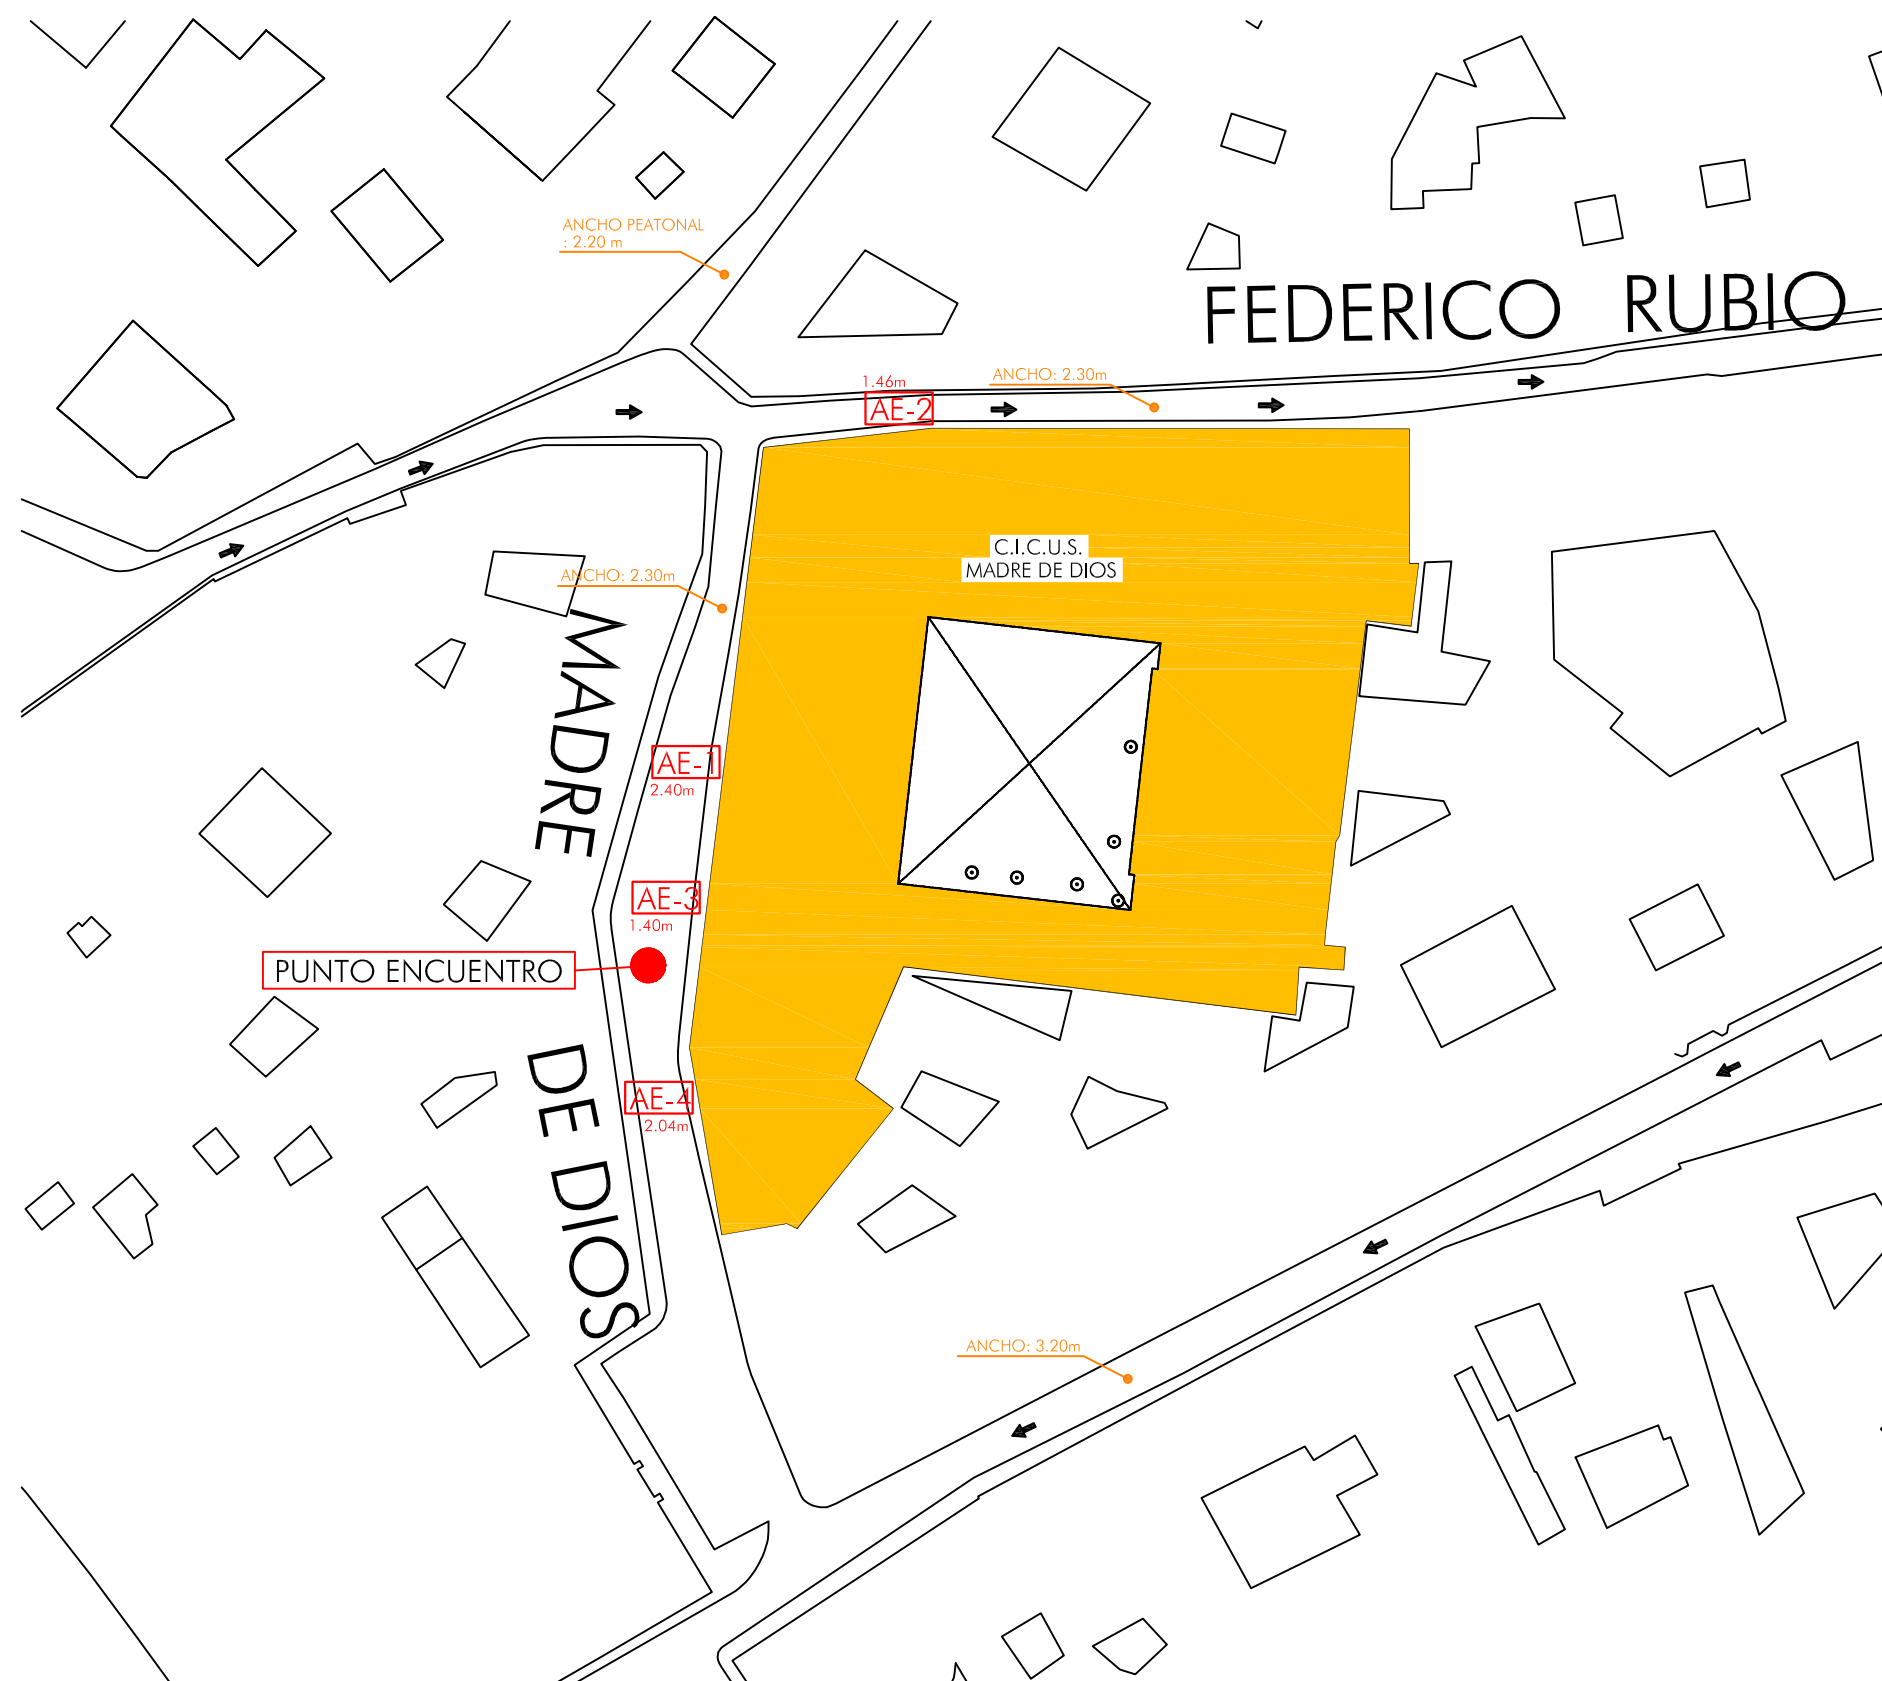 ANCHO PEATONAL
: 2.20 m
FEDERICO RUBIO
1.46m
ANCHO: 2.30m
AE-2
C.I.C.U.S.
MADRE DE DIOS
ANCHO: 2.30m
MADRE
AE-1
2.40m
AE-3
1.40m
PUNTO ENCUENTRO
DE DIOS
AE-4
2.04m
ANCHO: 3.20m